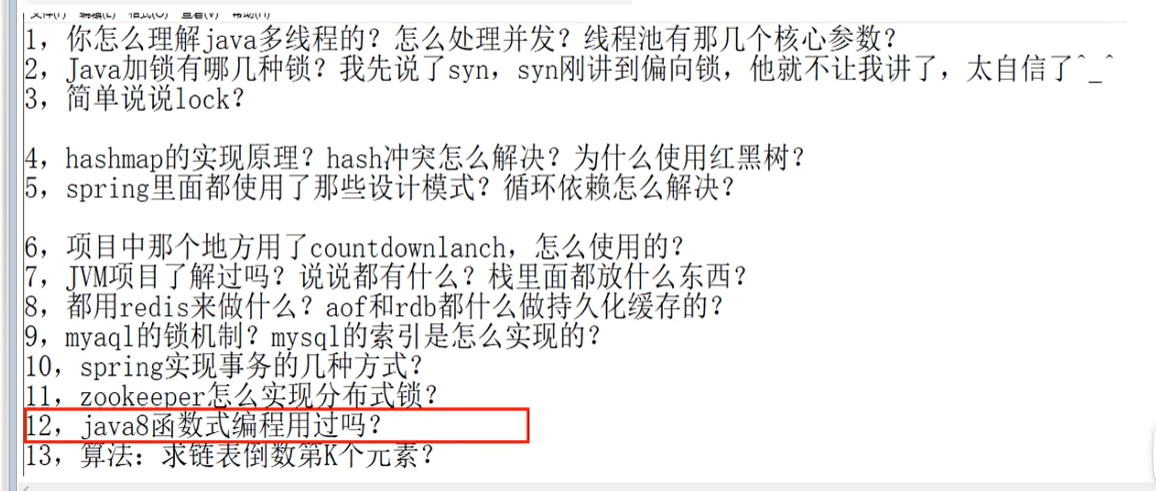 文件(F) 编辑(E) 格式(O) 查看(V) 帮助(H)
1，你怎么理解java多线程的？怎么处理并发？线程池有那几个核心参数？
2，Java加锁有哪几种锁？我先说了syn，syn刚讲到偏向锁，他就不让我讲了，太自信了^_^
3，简单说说lock？
4，hashmap的实现原理？hash冲突怎么解决？为什么使用红黑树？
5，spring里面都使用了那些设计模式？循环依赖怎么解决？
6，项目中那个地方用了countdownlanch，怎么使用的？
7，JVM项目了解过吗？说说都有什么？栈里面都放什么东西？
8，都用redis来做什么？aof和rdb都什么做持久化缓存的？
9，myaql的锁机制？mysql的索引是怎么实现的？
10，spring实现事务的几种方式？
11，zookeeper怎么实现分布式锁？
12，java8函数式编程用过吗？
13，算法：求链表倒数第K个元素？